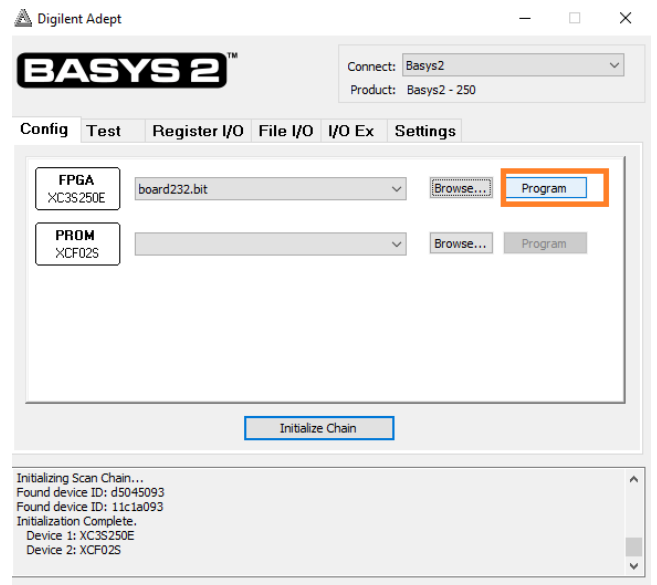 Digilent Adept
BASYS 2™
Connect: Basys2
Product: Basys2 - 250
Config Test Register I/O File I/O I/O Ex Settings
FPGA
XC3S250E
board232.bit
Browse...
Program
PROM
XCF02S
Browse...
Program
Initialize Chain
Initializing Scan Chain...
Found device ID: d5045093
Found device ID: 11c1a093
Initialization Complete.
Device 1: XC3S250E
Device 2: XCF02S